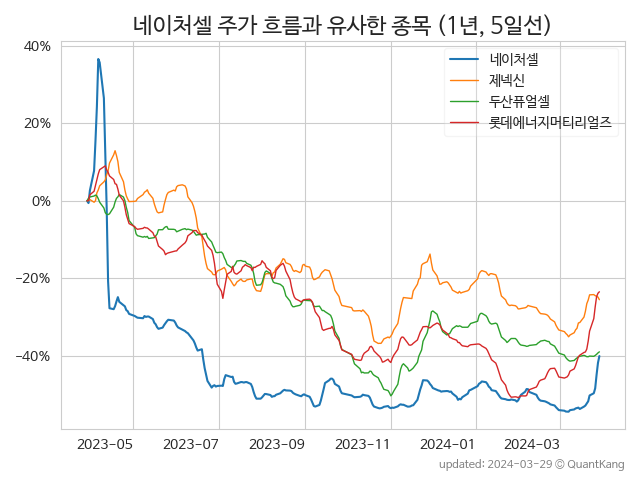 네이처셀 주가 흐름과 유사한 종목 (1년, 5일선)
네이처셀
제넥신
두산퓨얼셀
롯데에너지머티리얼즈
40%
20%
0%
−20%
−40%
2023-05 2023-07 2023-09 2023-11 2024-01 2024-03
updated: 2024-03-29 © QuantKang